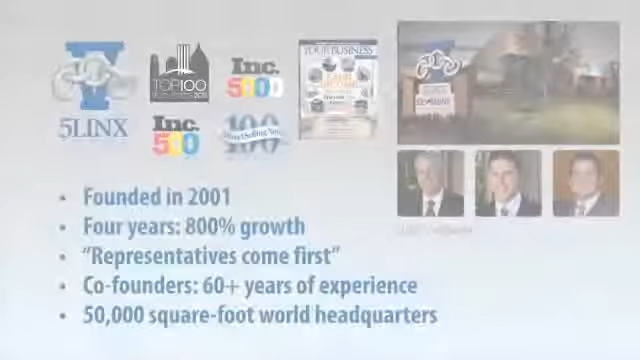 5LINX
TOP100
Inc.
5000
Inc.
500
100
YOUR BUSINESS
Founded in 2001
Four years: 800% growth
"Representatives come first"
Co-founders: 60+ years of experience
50,000 square-foot world headquarters